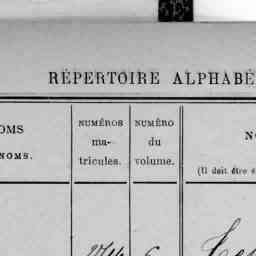 RÉPERTOIRE ALPHABÉ
OMS
NOMS.
NUMÉROS
ma-
tricules.
NUMÉRO
du
volume.
N
(Il doit être é